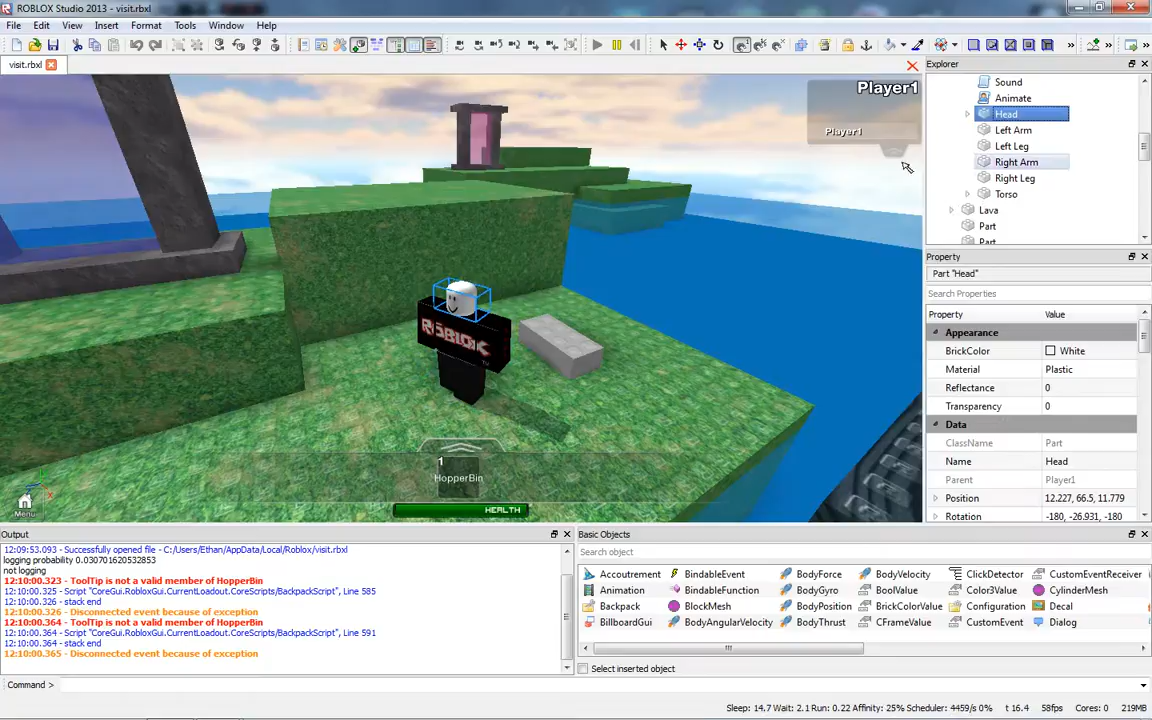 ROBLOX Studio 2013 - visit.rbxl
File Edit View Insert Format Tools Window Help
visit.rbxl
Player1
Player1
ROBLOX
1
HopperBin
HEALTH
Menu
Explorer
Sound
Animate
Head
Left Arm
Left Leg
Right Arm
Right Leg
Torso
Lava
Part
Part
Property
Part "Head"
Search Properties
Property Value
Appearance
BrickColor White
Material Plastic
Reflectance 0
Transparency 0
Data
ClassName Part
Name Head
Parent Player1
Position 12.227, 66.5, 11.779
Rotation -180, -26.931, -180
Output
12:09:53.093 - Successfully opened file - C:/Users/Ethan/AppData/Local/Roblox/visit.rbxl
logging probability 0.030701620532853
not logging
12:10:00.323 - ToolTip is not a valid member of HopperBin
12:10:00.325 - Script "CoreGui.RobloxGui.CurrentLoadout.CoreScripts/BackpackScript", Line 585
12:10:00.326 - stack end
12:10:00.326 - Disconnected event because of exception
12:10:00.364 - ToolTip is not a valid member of HopperBin
12:10:00.364 - Script "CoreGui.RobloxGui.CurrentLoadout.CoreScripts/BackpackScript", Line 591
12:10:00.364 - stack end
12:10:00.365 - Disconnected event because of exception
Basic Objects
Search object
Accoutrement BindableEvent BodyForce BodyVelocity ClickDetector CustomEventReceiver
Animation BindableFunction BodyGyro BoolValue Color3Value CylinderMesh
Backpack BlockMesh BodyPosition BrickColorValue Configuration Decal
BillboardGui BodyAngularVelocity BodyThrust CFrameValue CustomEvent Dialog
Select inserted object
Command >
Sleep: 14.7 Wait: 2.1 Run: 0.22 Affinity: 25% Scheduler: 4459/s 0% t 16.4 58fps Cores: 0 219MB